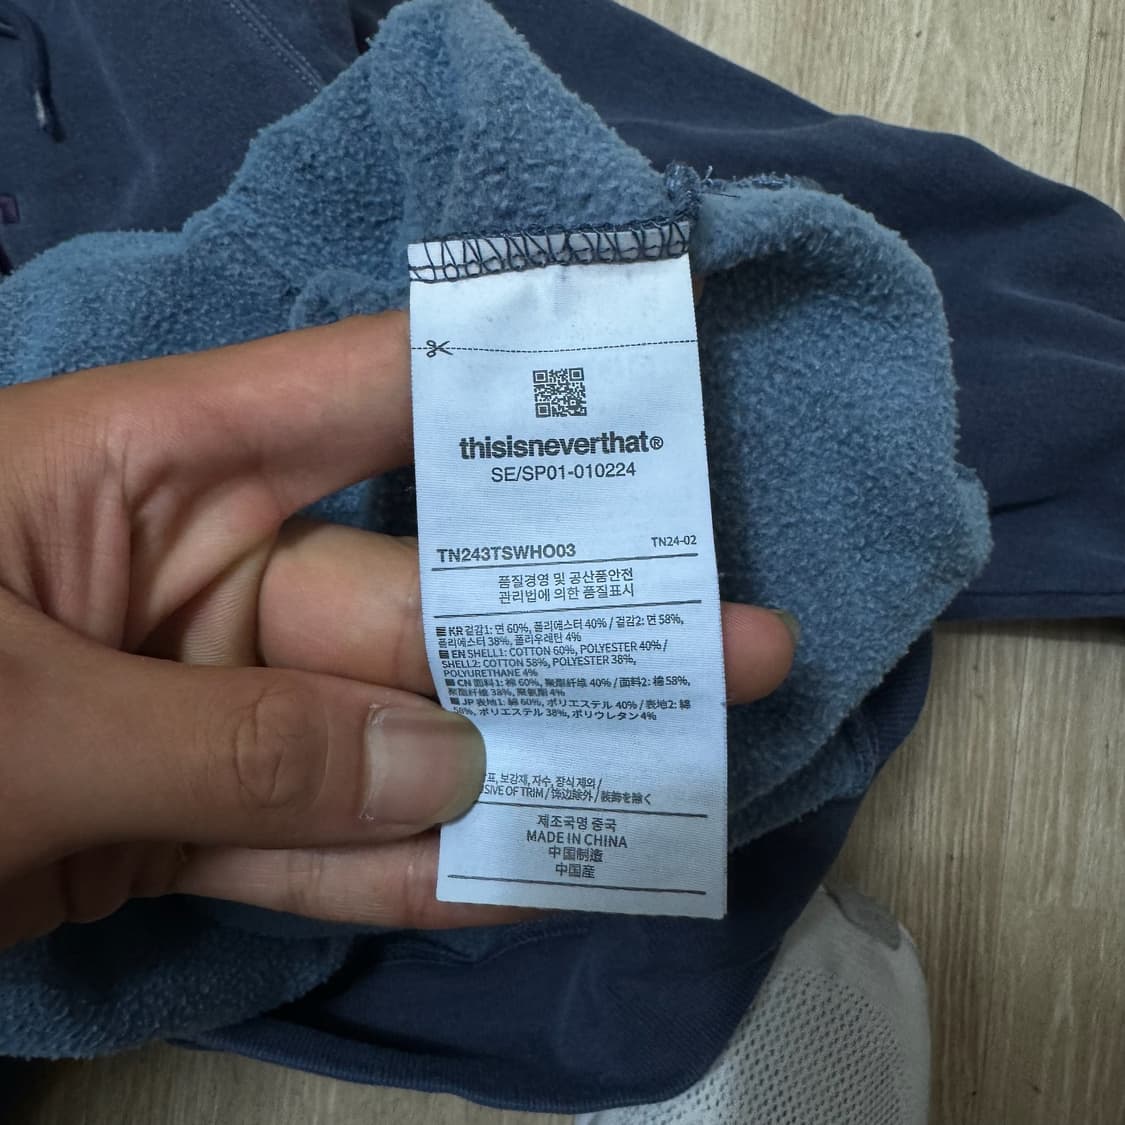 thisisneverthat®
SE/SP01-010224
TN243TSWHO03 TN24-02
품질경영 및 공산품안전
관리법에 의한 품질표시
KR 겉감1: 면 60%, 폴리에스터 40% / 겉감2: 면 58%,
폴리에스터 38%, 폴리우레탄 4%
EN SHELL1: COTTON 60%, POLYESTER 40% /
SHELL2: COTTON 58%, POLYESTER 38%,
POLYURETHANE 4%
CN 面料1: 棉 60%, 聚酯纤维 40% / 面料2: 棉 58%,
聚酯纤维 38%, 聚氨酯 4%
JP 表地1: 綿 60%, ポリエステル 40% / 表地2: 綿
58%, ポリエステル 38%, ポリウレタン 4%
보강재, 자수, 장식 제외 /
OF TRIM / 饰边除外 / 装飾を除く
제조국명 중국
MADE IN CHINA
中国制造
中国産